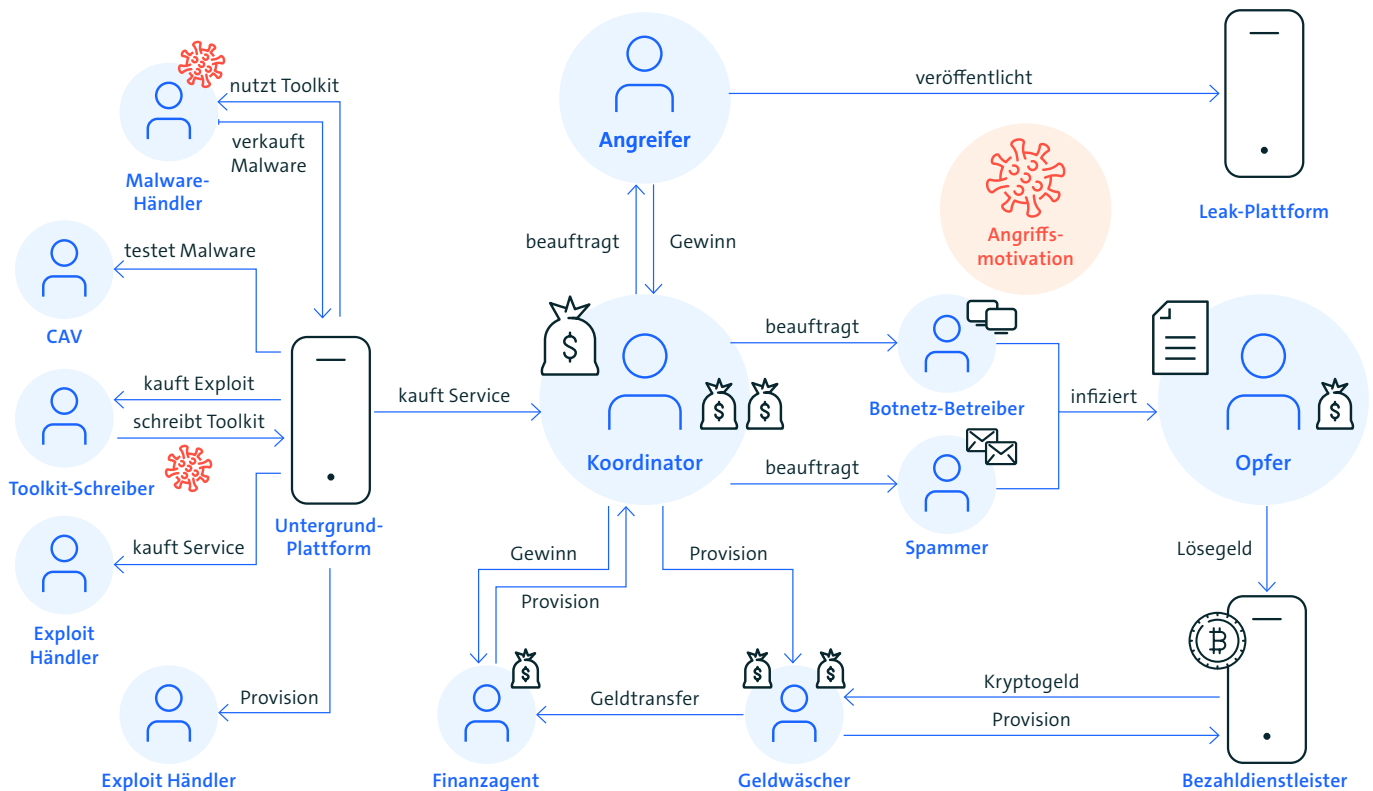 nutzt Toolkit
verkauft
Malware
Malware-
Händler
Angreifer
veröffentlicht
Leak-Plattform
Angriffs-
motivation
beauftragt
Gewinn
testet Malware
CAV
kauft Exploit
schreibt Toolkit
Toolkit-Schreiber
kauft Service
Exploit
Händler
Untergrund-
Plattform
Provision
Exploit Händler
kauft Service
$
$
$
Koordinator
beauftragt
Botnetz-Betreiber
beauftragt
Spammer
infiziert
$
Opfer
Lösegeld
Gewinn
Provision
Provision
$
Finanzagent
Geldtransfer
$
$
Geldwäscher
Kryptogeld
Provision
₿
Bezahldienstleister